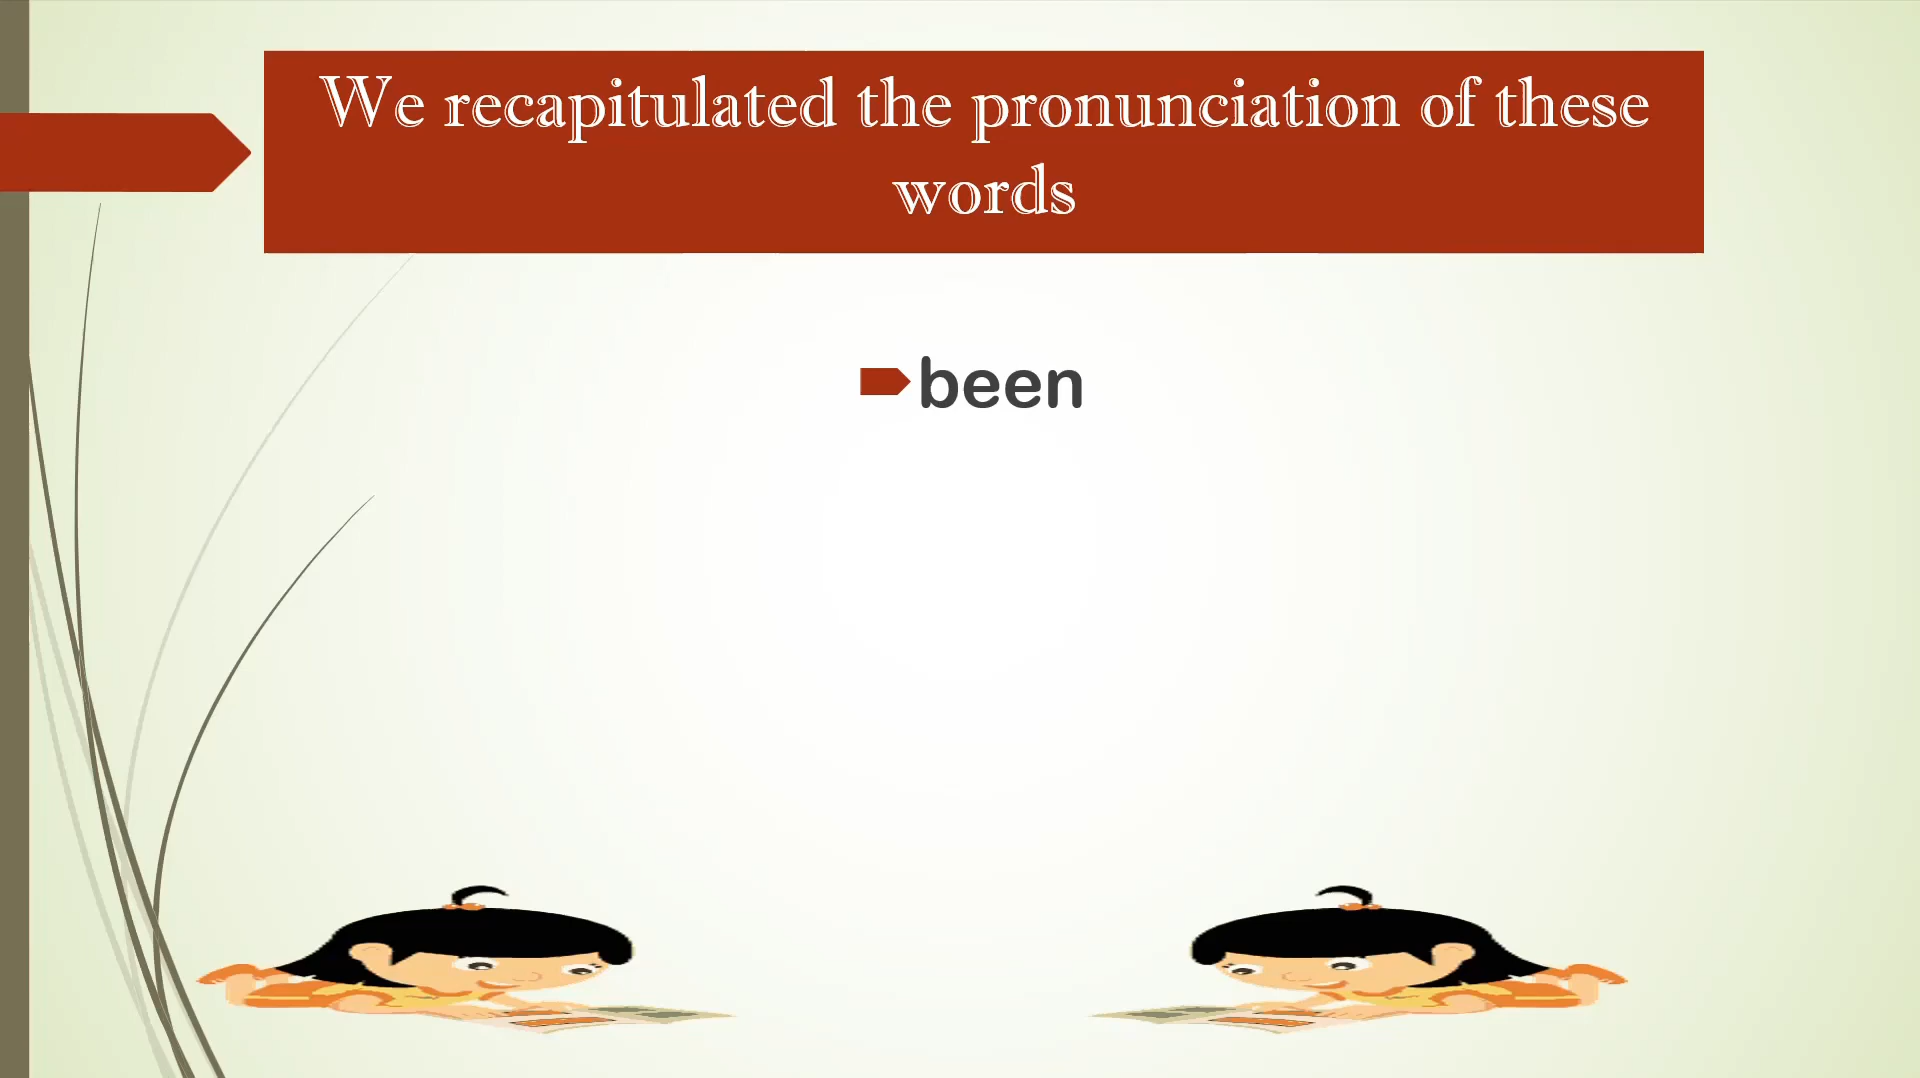 We recapitulated the pronunciation of these
words
been